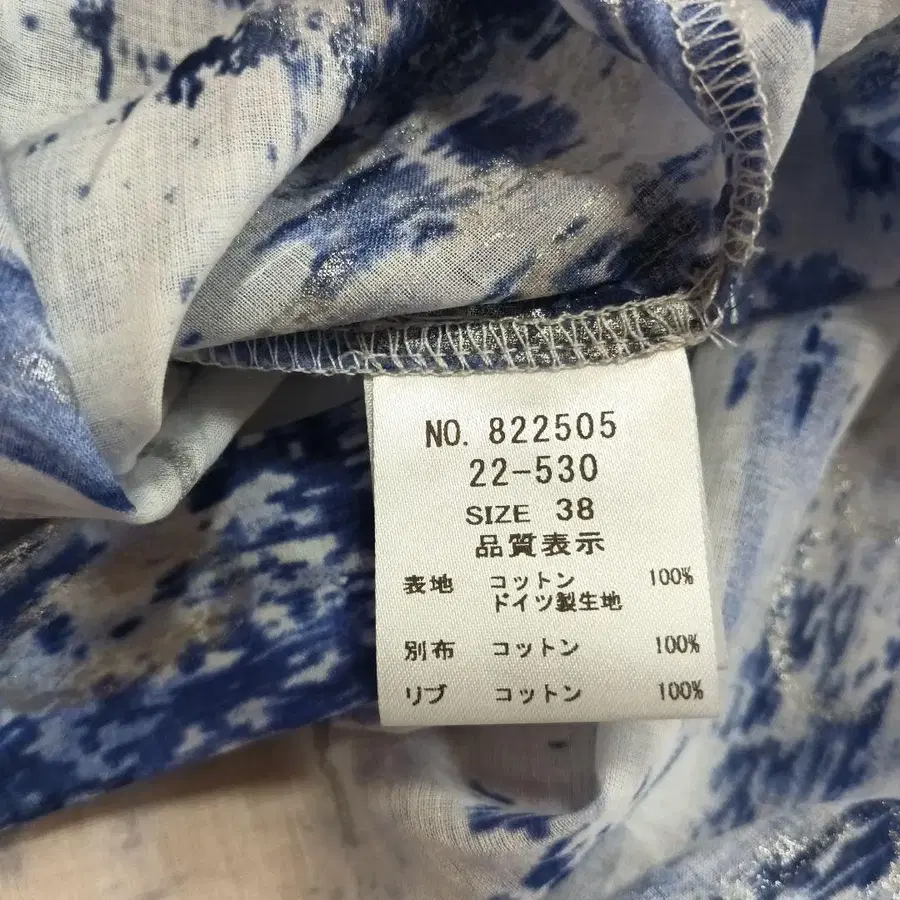 NO. 822505
22-530
SIZE 38
品質表示
表地 コットン 100%
ドイツ製生地
別布 コットン 100%
リブ コットン 100%